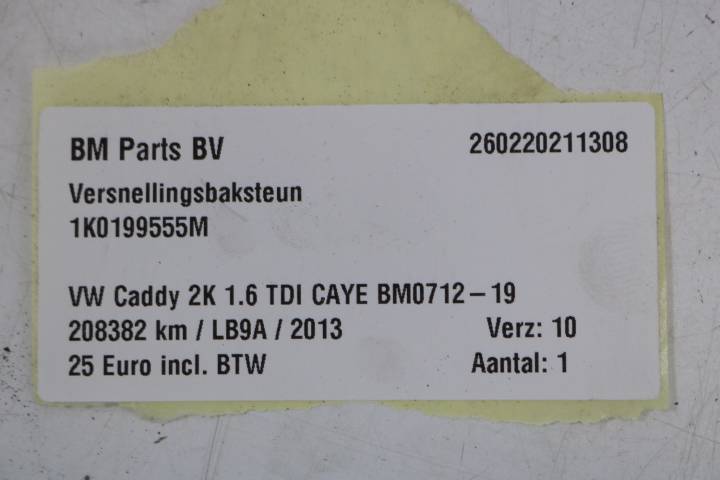 BM Parts BV 260220211308
Versnellingsbaksteun
1K0199555M
VW Caddy 2K 1.6 TDI CAYE BM0712-19
208382 km / LB9A / 2013 Verz: 10
25 Euro incl. BTW Aantal: 1